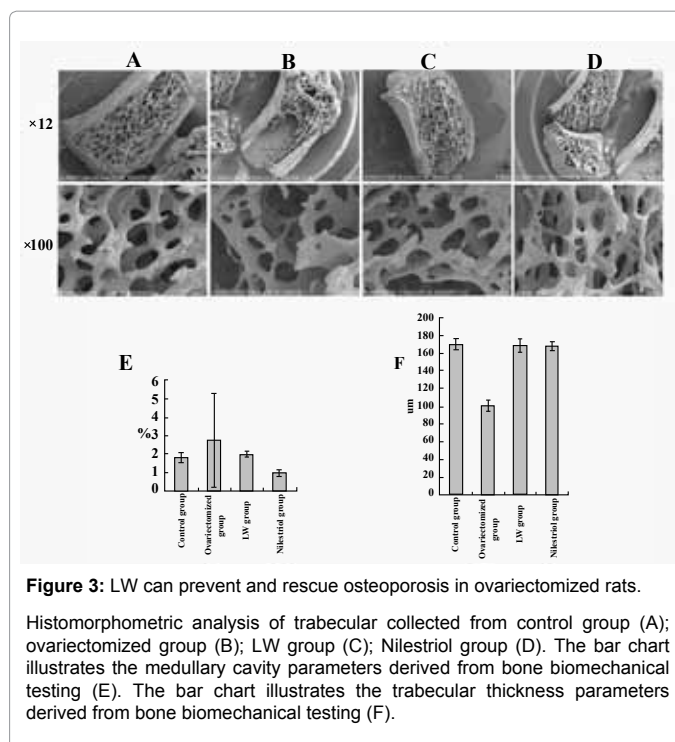 A B C D
×12
×100
E
6
5
4
%3
2
1
0
Control group
Ovariectomized
group
LW group
Nilestriol group
F
200
180
160
140
120
100
80
60
40
20
0
um
Control group
Ovariectomized
group
LW group
Nilestriol group
Figure 3: LW can prevent and rescue osteoporosis in ovariectomized rats.
Histomorphometric analysis of trabecular collected from control group (A);
ovariectomized group (B); LW group (C); Nilestriol group (D). The bar chart
illustrates the medullary cavity parameters derived from bone biomechanical
testing (E). The bar chart illustrates the trabecular thickness parameters
derived from bone biomechanical testing (F).